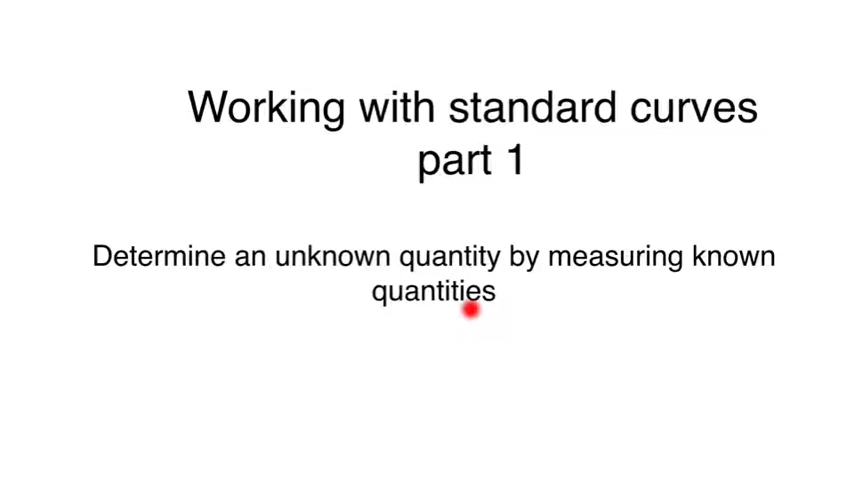 Working with standard curves
part 1
Determine an unknown quantity by measuring known
quantities